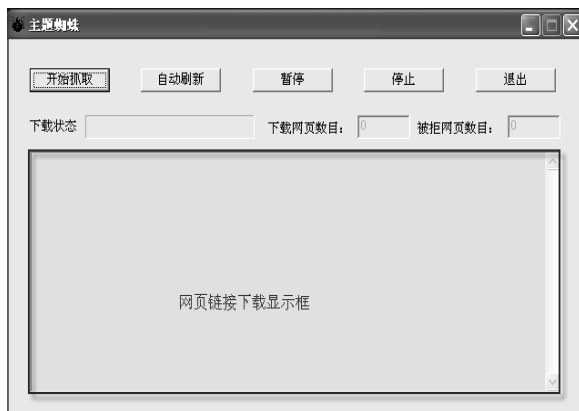 主题蜘蛛
开始抓取 自动刷新 暂停 停止 退出
下载状态 下载网页数目： 0 被拒网页数目： 0
网页链接下载显示框